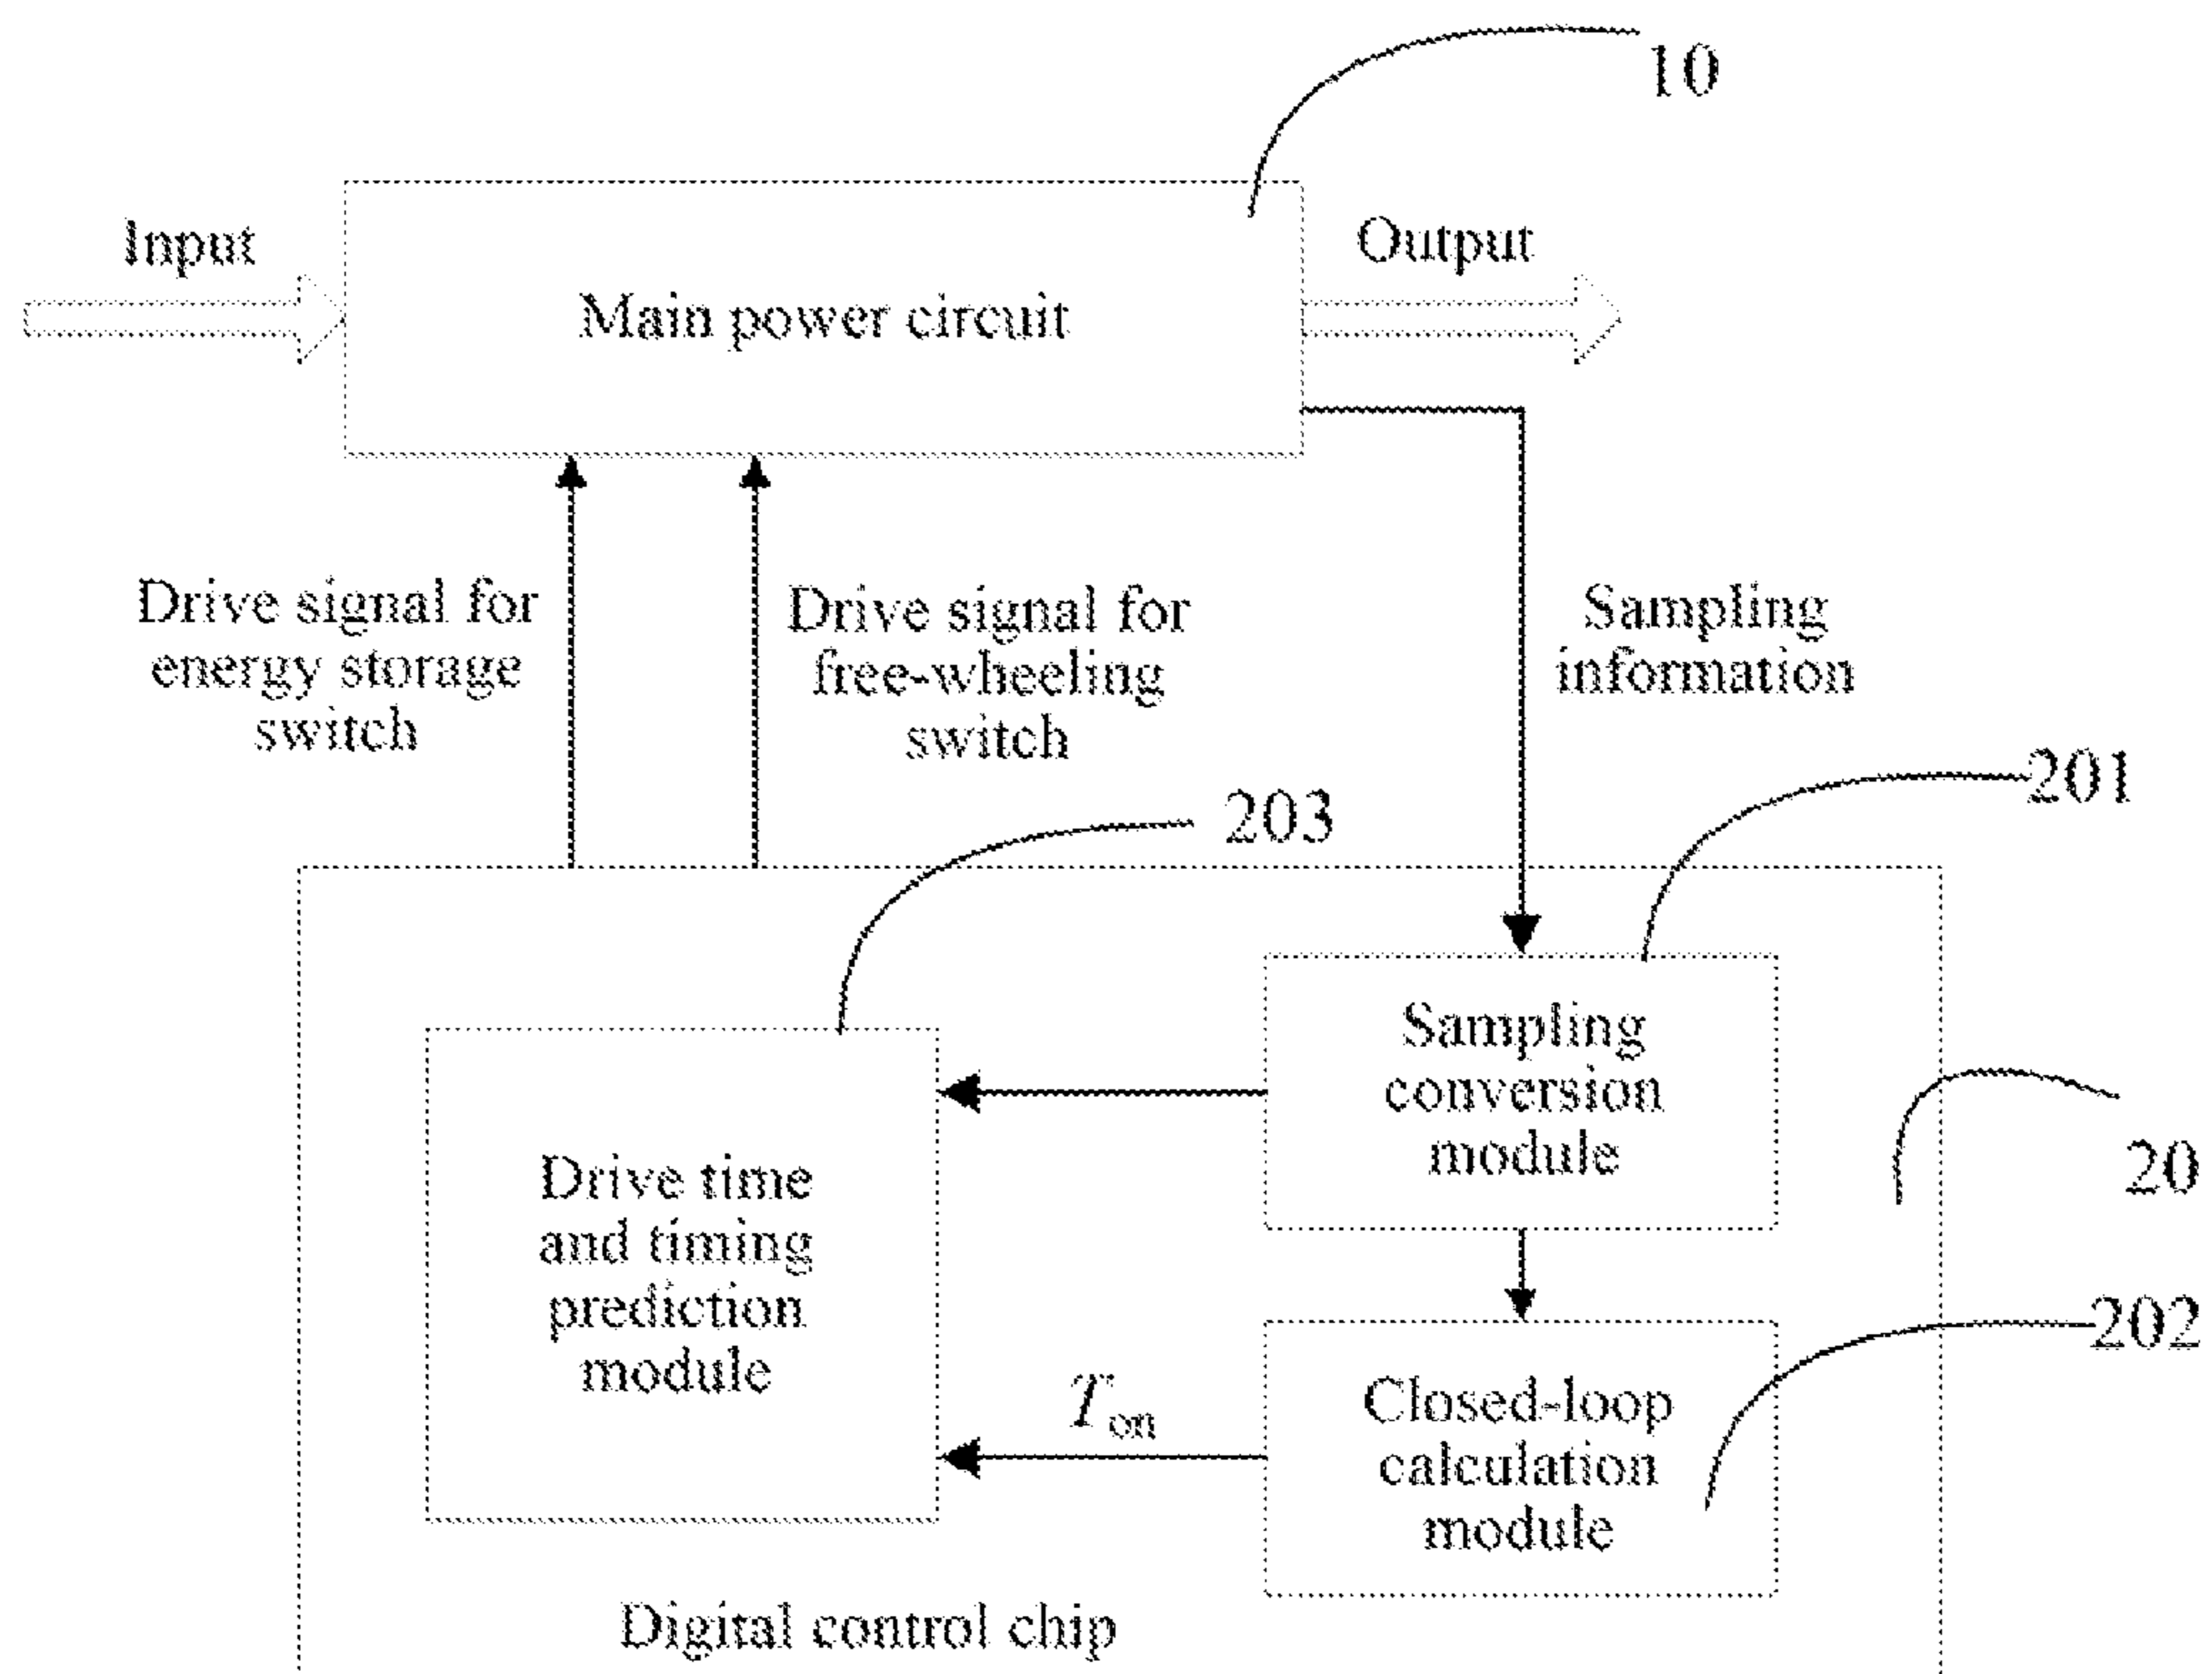 10
Input
Output
Main power circuit
Drive signal for
energy storage
switch
Drive signal for
free-wheeling
switch
Sampling
information
201
203
Sampling
conversion
module
20
Drive time
and timing
prediction
module
202
Ton
Closed-loop
calculation
module
Digital control chip